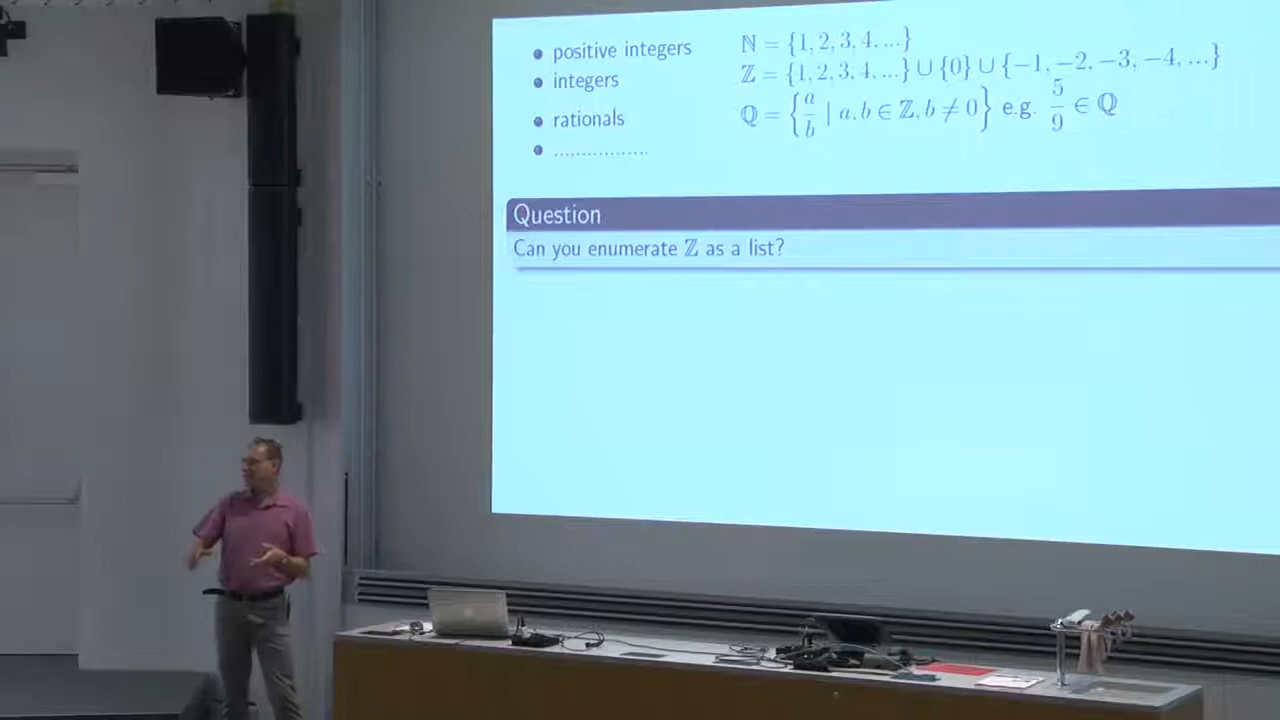 • positive integers ℕ = {1, 2, 3, 4, ...}
• integers ℤ = {1, 2, 3, 4, ...} ∪ {0} ∪ {−1, −2, −3, −4, ...}
• rationals ℚ = {a/b | a, b ∈ ℤ, b ≠ 0} e.g. 5/9 ∈ ℚ
• .................
Question
Can you enumerate ℤ as a list?